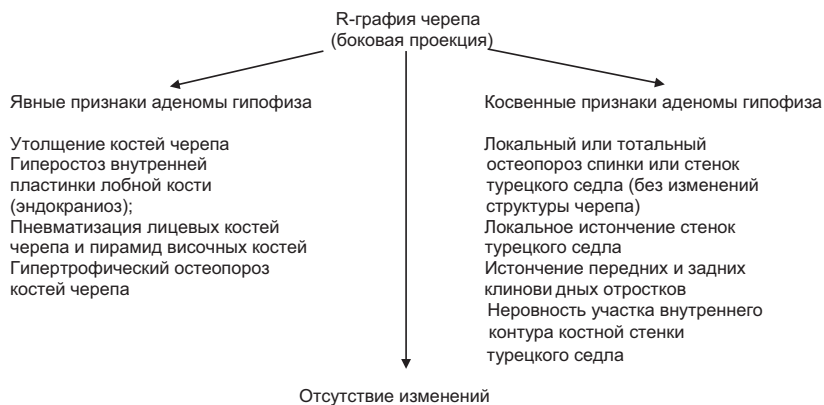 R-графия черепа
(боковая проекция)
Явные признаки аденомы гипофиза
Утолщение костей черепа
Гиперостоз внутренней
пластинки лобной кости
(эндокраниоз);
Пневматизация лицевых костей
черепа и пирамид височных костей
Гипертрофический остеопороз
костей черепа
Косвенные признаки аденомы гипофиза
Локальный или тотальный
остеопороз спинки или стенок
турецкого седла (без изменений
структуры черепа)
Локальное истончение стенок
турецкого седла
Истончение передних и задних
клинови дных отростков
Неровность участка внутреннего
контура костной стенки
турецкого седла
Отсутствие изменений